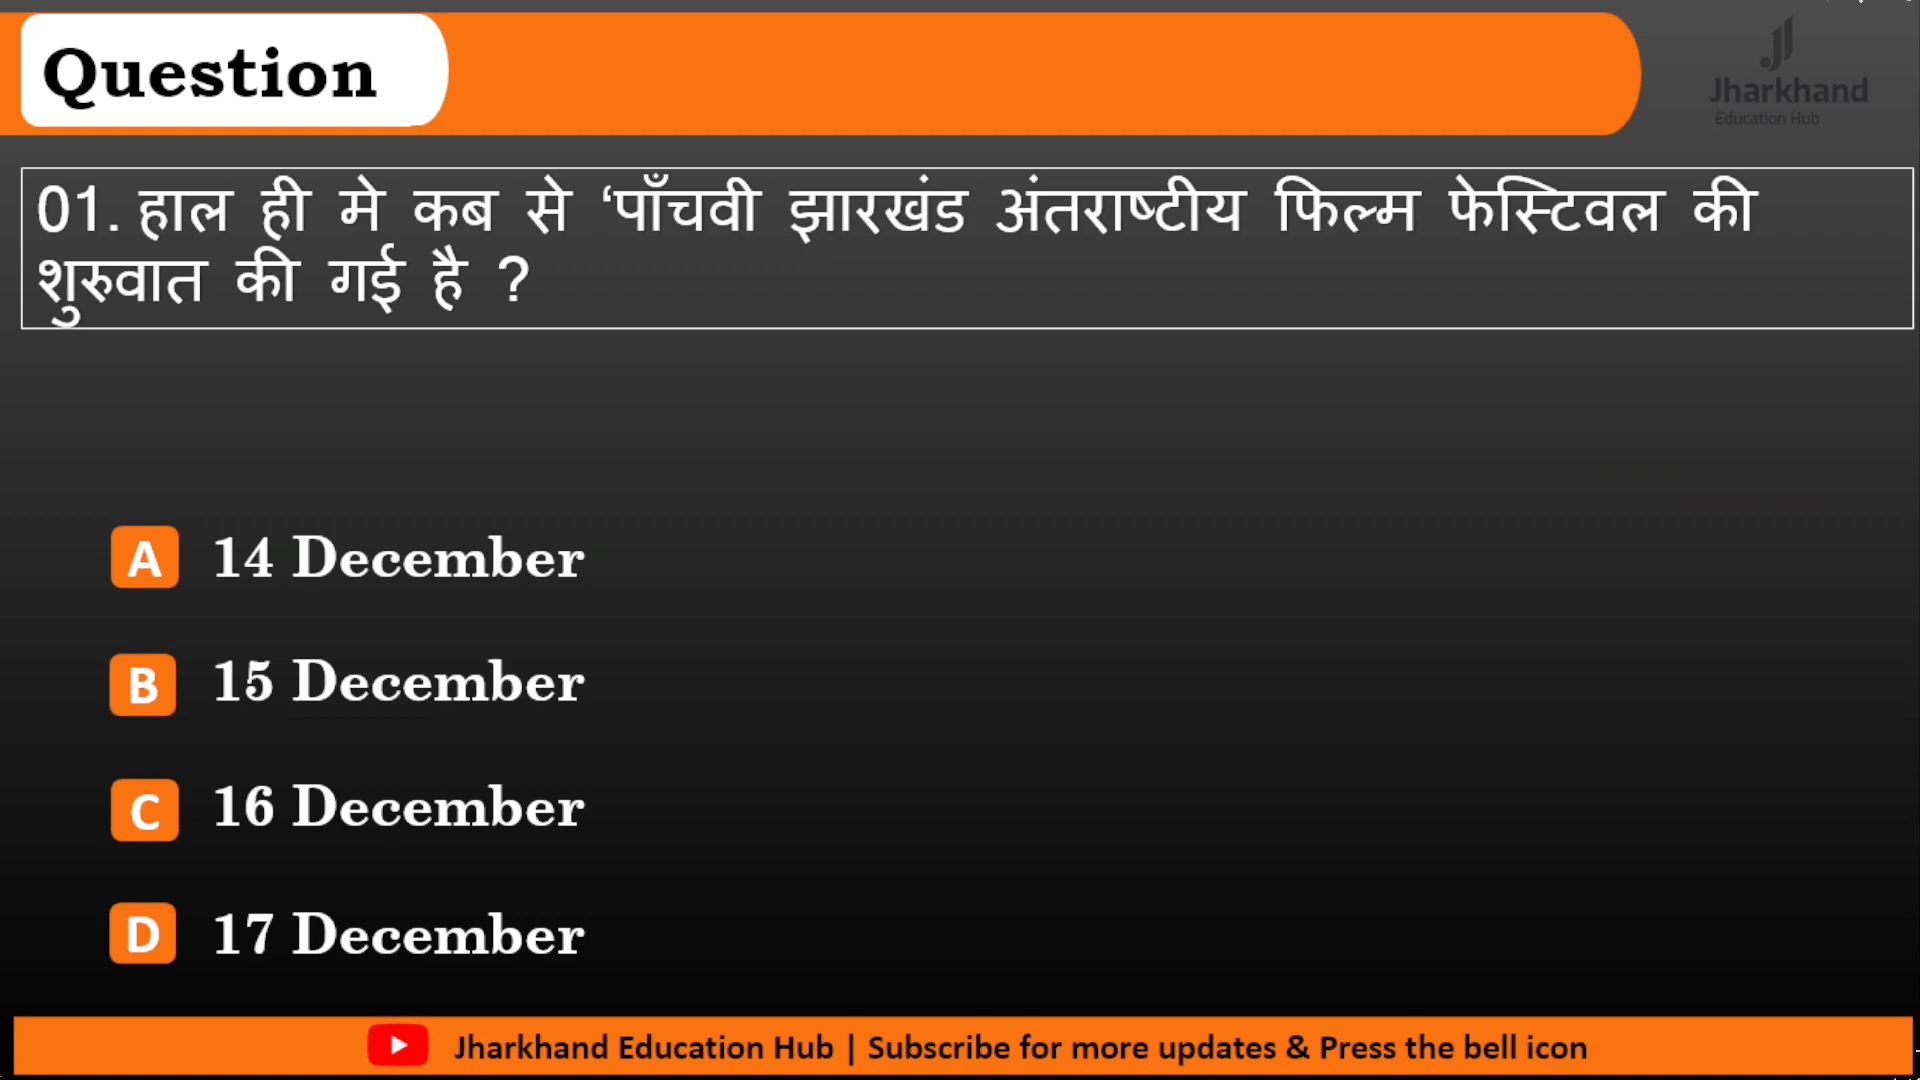 Question
Jharkhand
Education Hub
01. हाल ही मे कब से ‘पाँचवी झारखंड अंतराष्टीय फिल्म फेस्टिवल की
शुरुवात की गई है ?
A 14 December
B 15 December
C 16 December
D 17 December
Jharkhand Education Hub | Subscribe for more updates & Press the bell icon